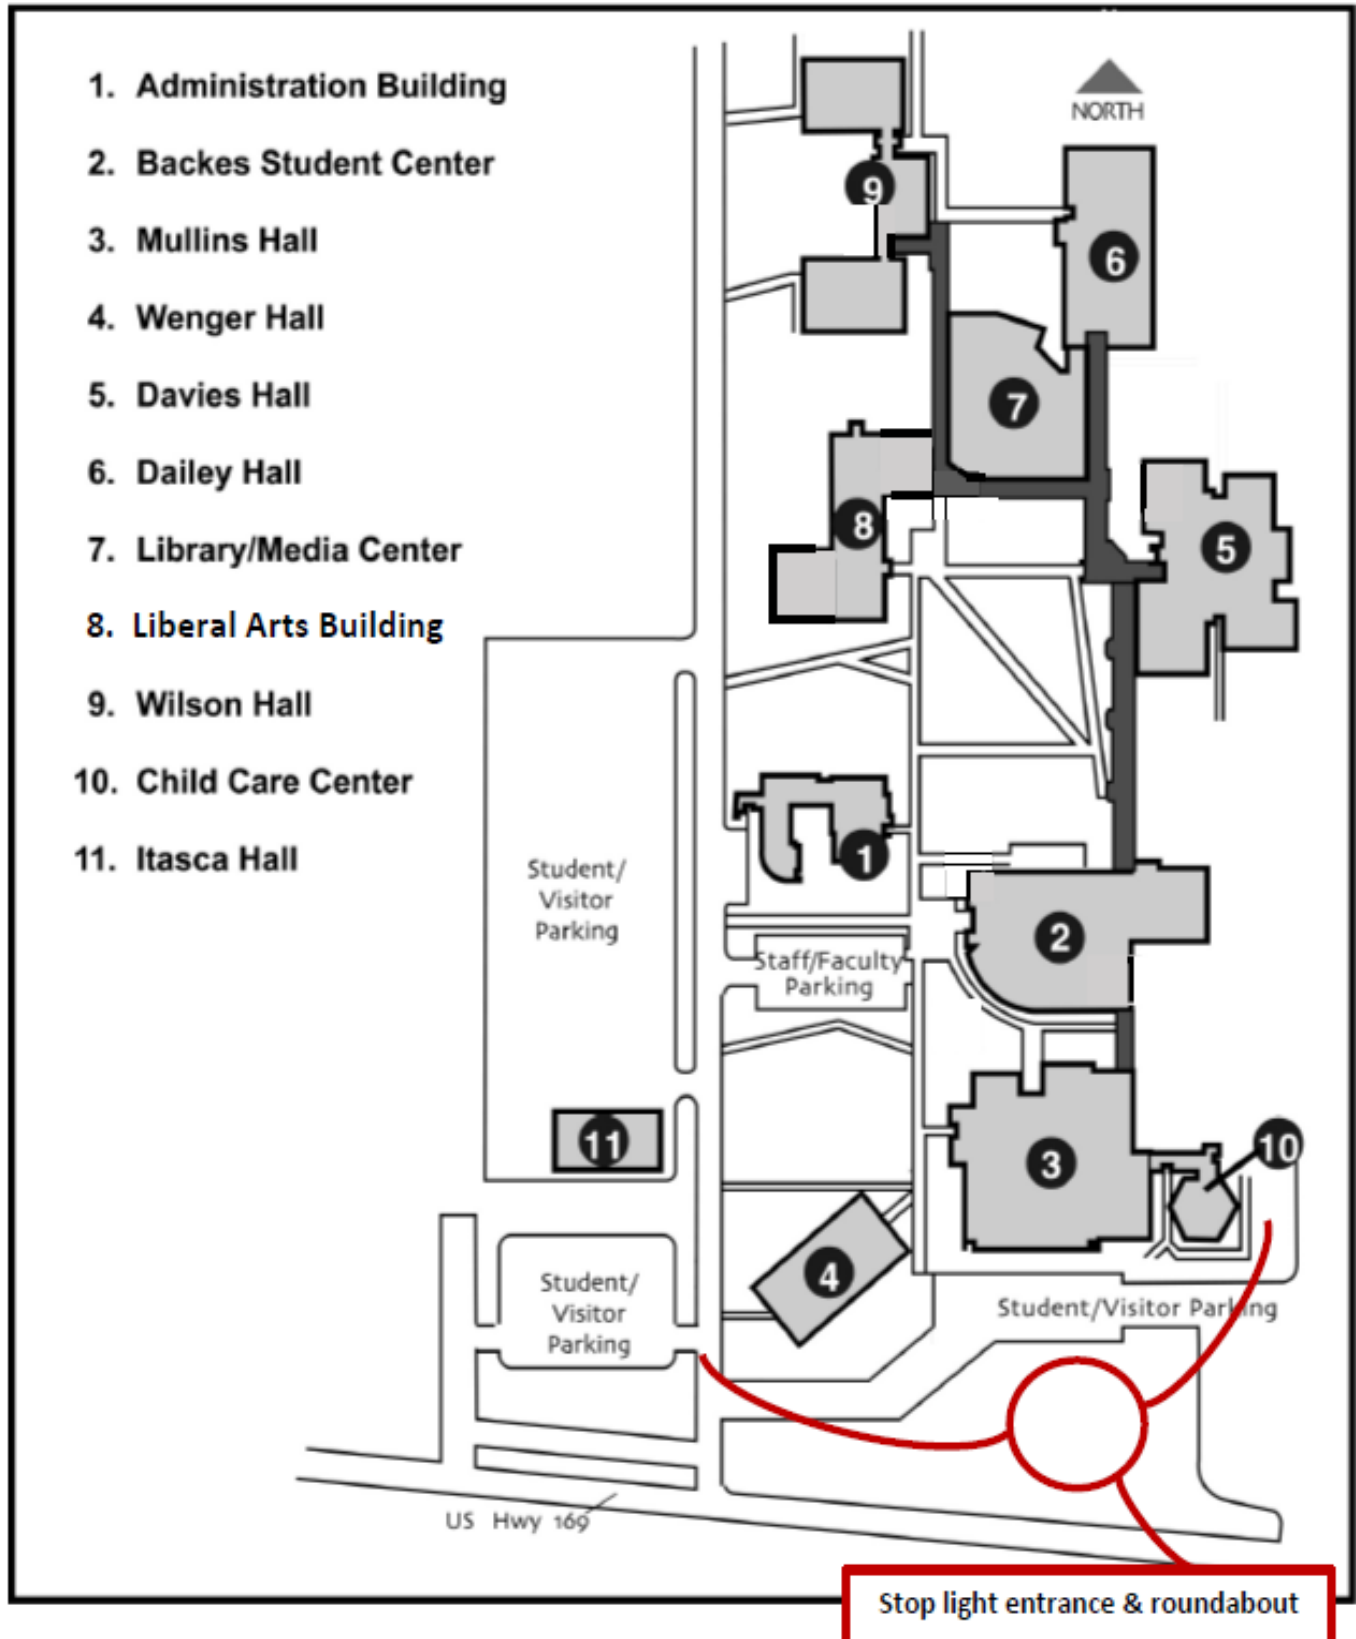 1. Administration Building
2. Backes Student Center
3. Mullins Hall
4. Wenger Hall
5. Davies Hall
6. Dailey Hall
7. Library/Media Center
8. Liberal Arts Building
9. Wilson Hall
10. Child Care Center
11. Itasca Hall
NORTH
9
6
7
8
5
1
Student/
Visitor
Parking
2
Staff/Faculty
Parking
11
3
10
4
Student/
Visitor
Parking
Student/Visitor Parking
US Hwy 169
Stop light entrance & roundabout